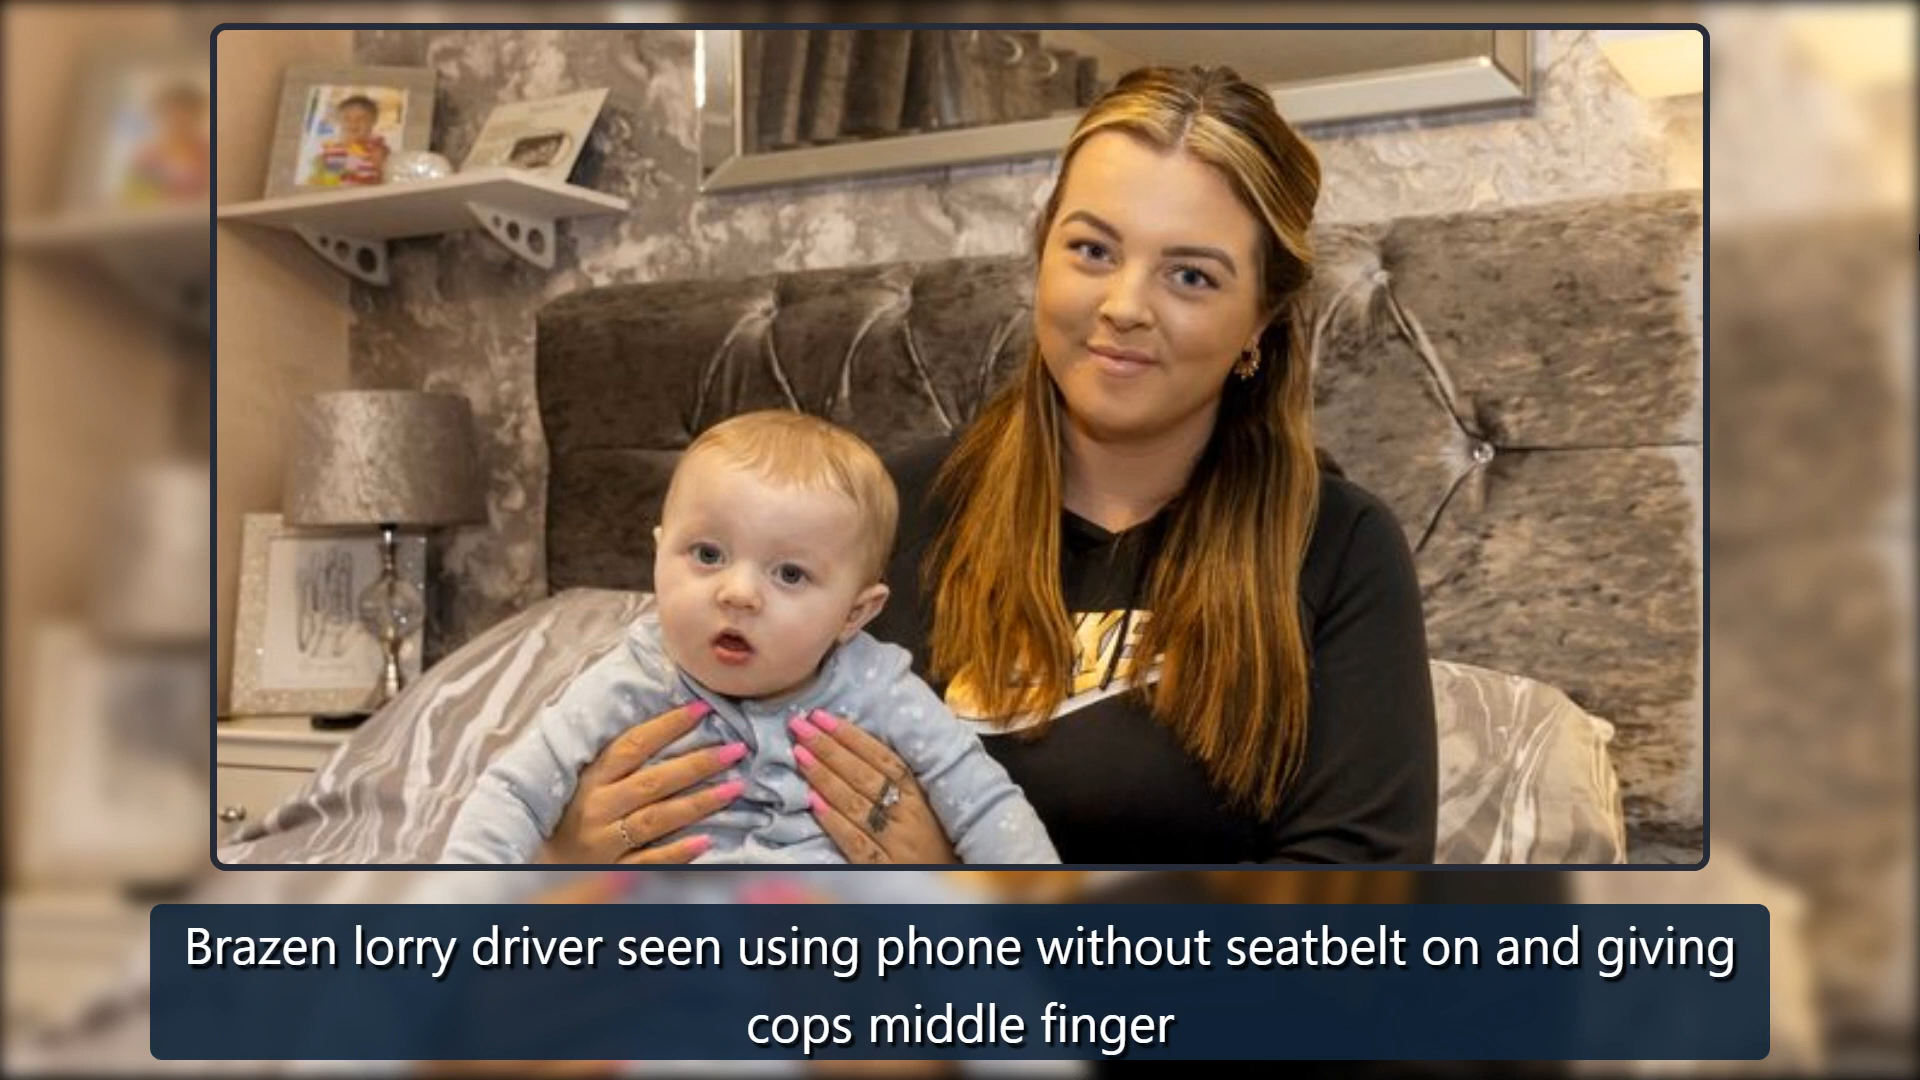 Brazen lorry driver seen using phone without seatbelt on and giving
cops middle finger